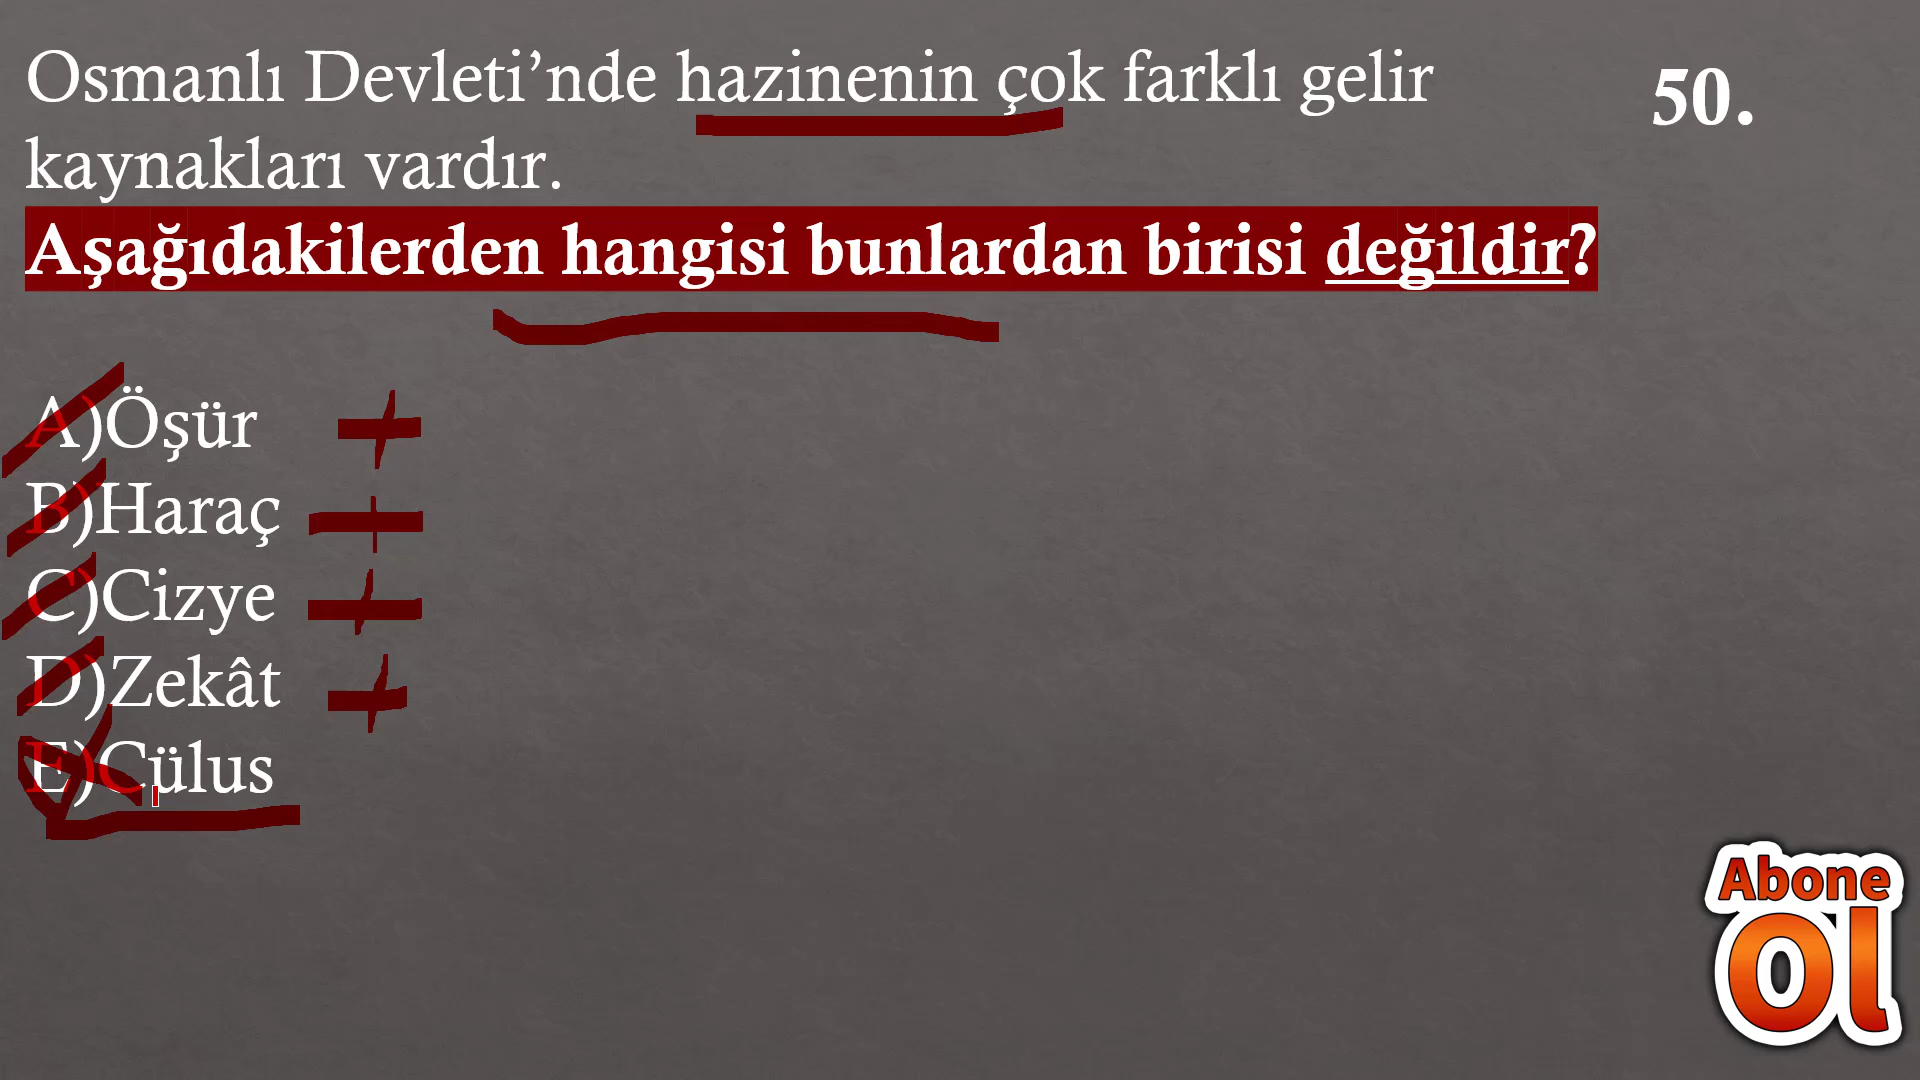 Osmanlı Devleti’nde hazinenin çok farklı gelir
kaynakları vardır.
Aşağıdakilerden hangisi bunlardan birisi değildir?
50.
A)Öşür
B)Haraç
C)Cizye
D)Zekât
E)Cülus
Abone
Ol